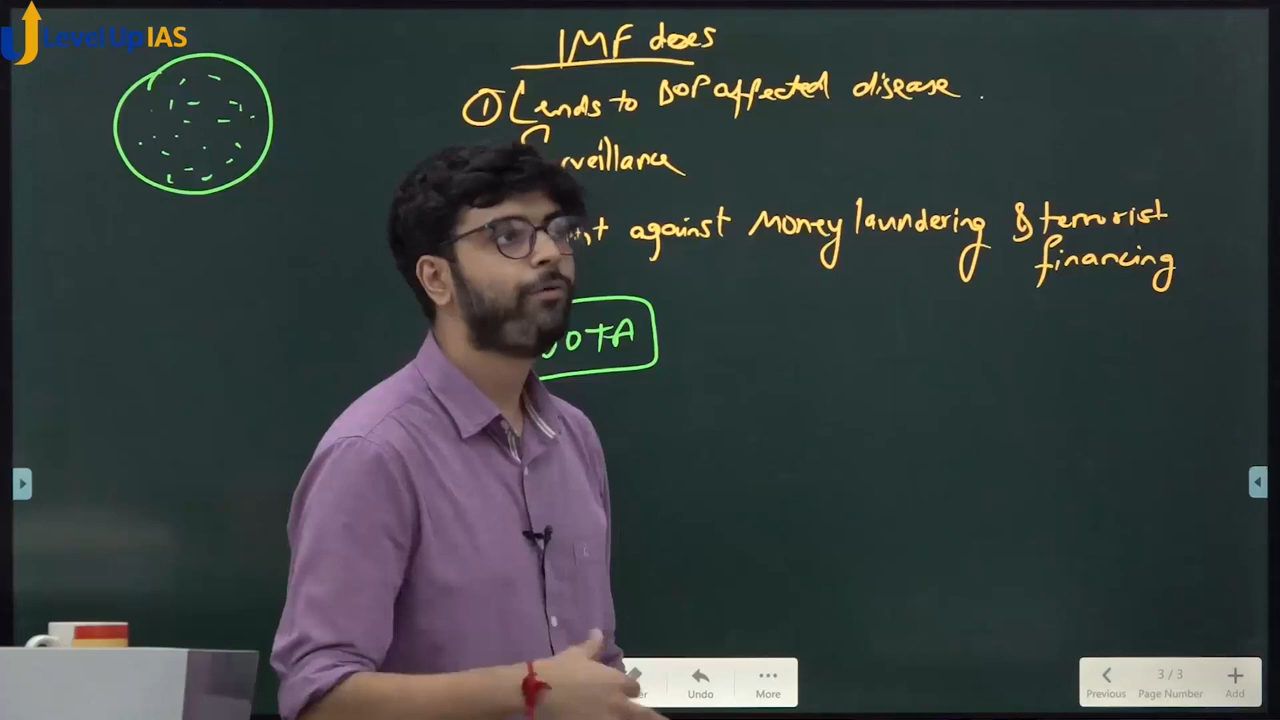 Level Up IAS
IMF does
① Lends to BOP affected disease.
Surveillance
against Money laundering & terrorist
financing
OTA
Undo
More
Previous
3/3
Page Number
Add